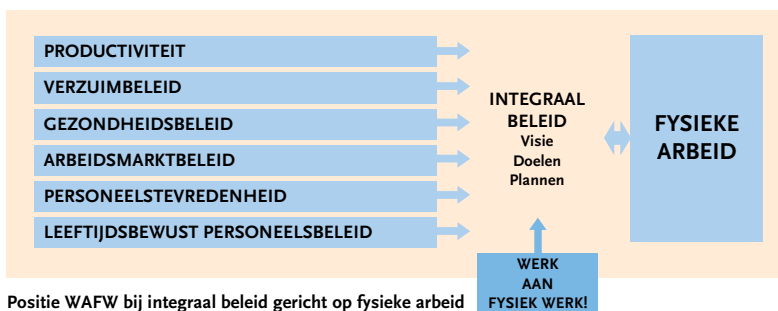 PRODUCTIVITEIT
VERZUIMBELEID
GEZONDHEIDSBELEID
ARBEIDSMARKTBELEID
PERSONEELSTEVREDENHEID
LEEFTIJDSBEWUST PERSONEELSBELEID
INTEGRAAL
BELEID
Visie
Doelen
Plannen
FYSIEKE
ARBEID
WERK
AAN
FYSIEK WERK!
Positie WAFW bij integraal beleid gericht op fysieke arbeid